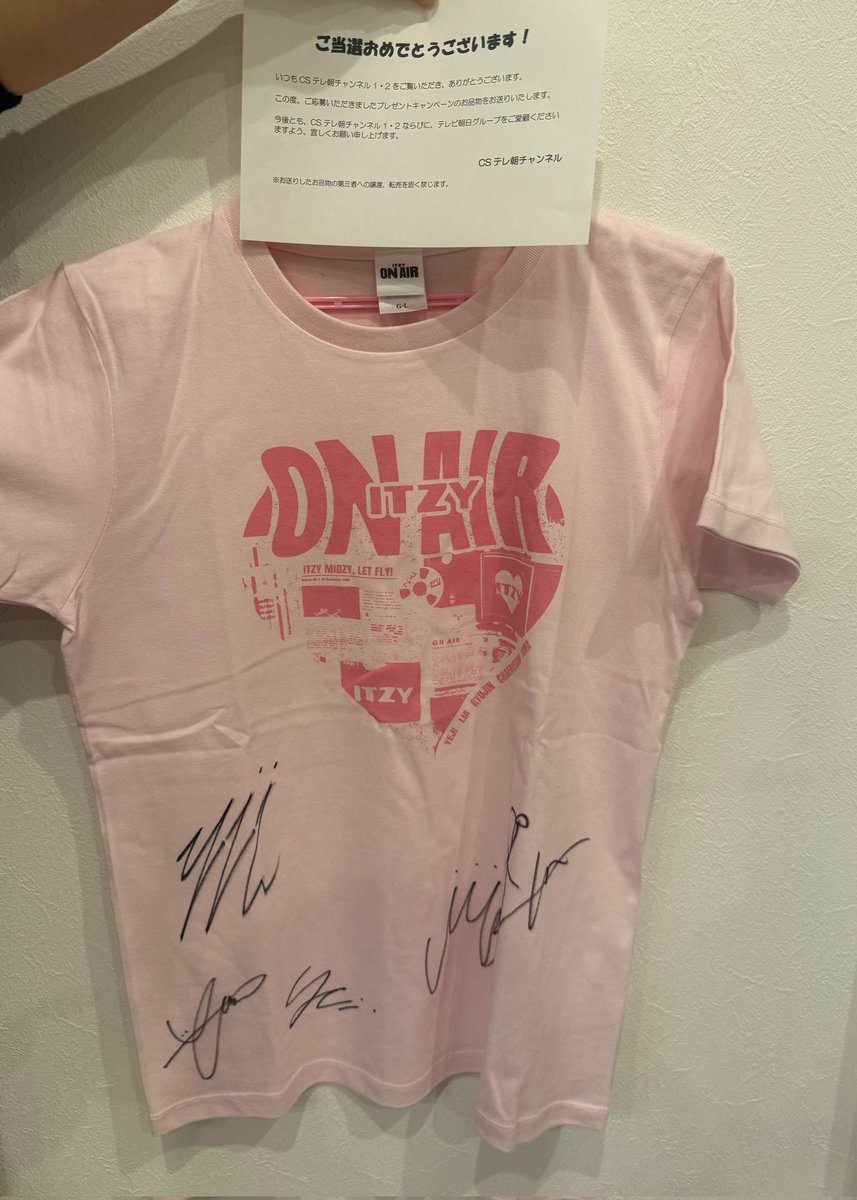 ご当選おめでとうございます！
いつもCSテレ朝チャンネル1・2をご覧いただき、ありがとうございます。
この度、ご応募いただきましたプレゼントキャンペーンのお品物をお送りいたします。
今後とも、CSテレ朝チャンネル1・2ならびに、テレビ朝日グループをご愛顧ください
ますよう、宜しくお願い申し上げます。
CSテレ朝チャンネル
※お送りしたお品物の第三者への譲渡、転売を固く禁じます。
ITZY
ON AIR
G-L
ON AIR
ITZY
ITZY MIDZY, LET FLY!
ITZY
ON AIR
ITZY
YEJI LIA RYUJIN CHAERYEONG